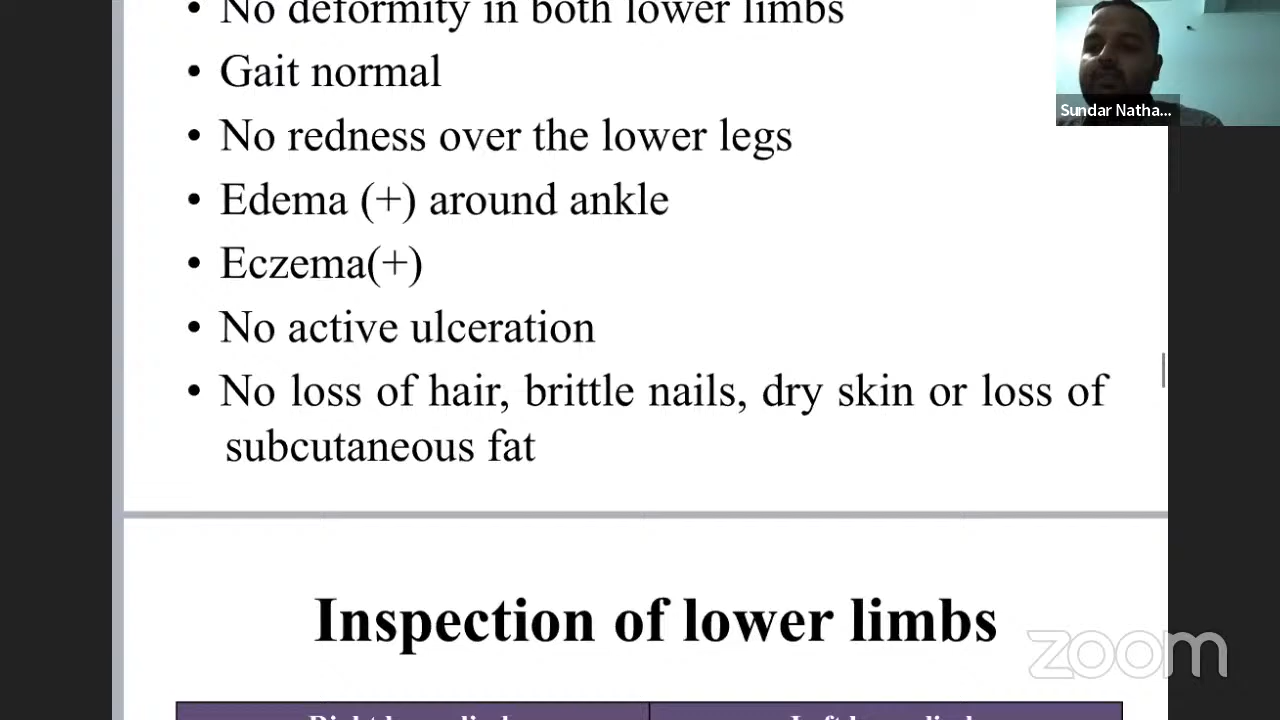 • No deformity in both lower limbs
• Gait normal
• No redness over the lower legs
• Edema (+) around ankle
• Eczema(+)
• No active ulceration
• No loss of hair, brittle nails, dry skin or loss of
subcutaneous fat
Sundar Natha...
Inspection of lower limbs
zoom